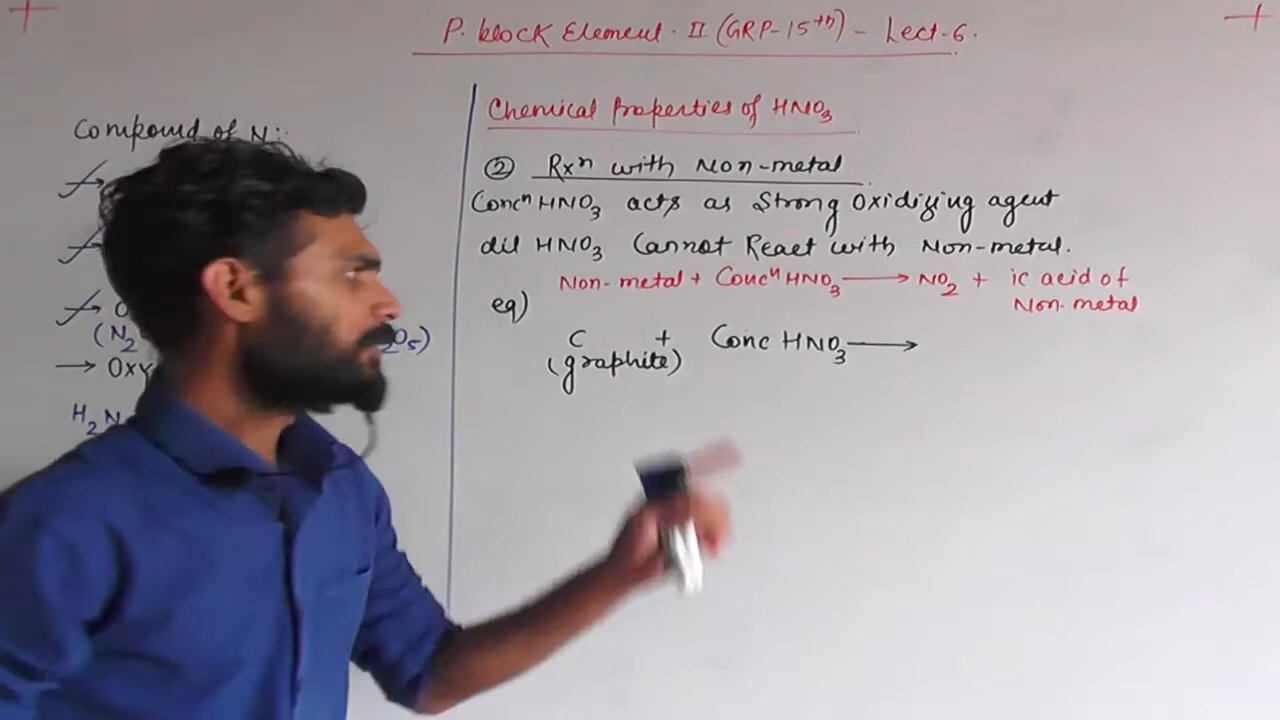 P. block Element. II (GRP-15th) - Lect-6.
Compound of N:-
(N2 2O5)
→ Oxy
H2N
Chemical Properties of HNO3
② Rxn with Non-metal
Concn HNO3 acts as Strong Oxidizing agent
dil HNO3 Cannot React with Non-metal.
Non-metal + Concn HNO3 → NO2 + ic acid of
Non-metal
eq)
C + Conc HNO3 →
(graphite)